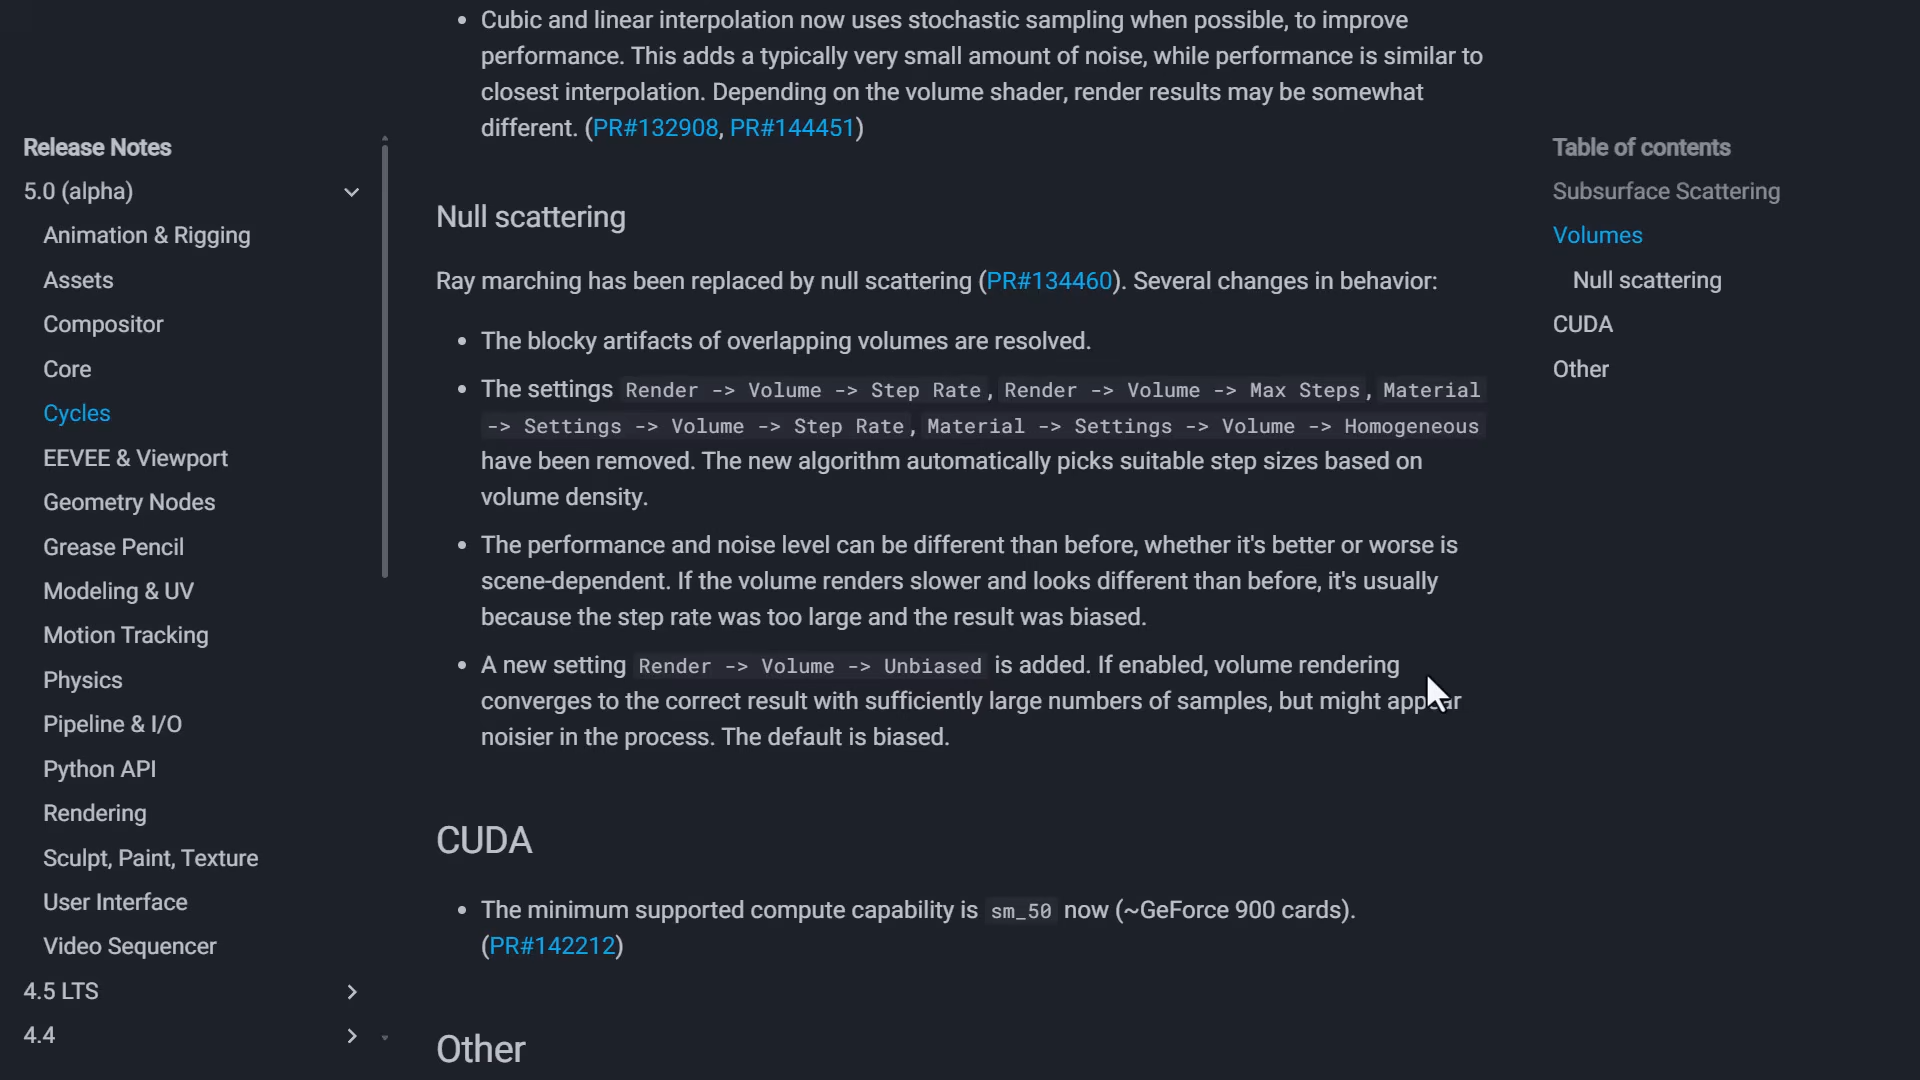 Release Notes
5.0 (alpha)
Animation & Rigging
Assets
Compositor
Core
Cycles
EEVEE & Viewport
Geometry Nodes
Grease Pencil
Modeling & UV
Motion Tracking
Physics
Pipeline & I/O
Python API
Rendering
Sculpt, Paint, Texture
User Interface
Video Sequencer
4.5 LTS
4.4
• Cubic and linear interpolation now uses stochastic sampling when possible, to improve
performance. This adds a typically very small amount of noise, while performance is similar to
closest interpolation. Depending on the volume shader, render results may be somewhat
different. (PR#132908, PR#144451)
Null scattering
Ray marching has been replaced by null scattering (PR#134460). Several changes in behavior:
• The blocky artifacts of overlapping volumes are resolved.
• The settings Render -> Volume -> Step Rate, Render -> Volume -> Max Steps, Material
-> Settings -> Volume -> Step Rate, Material -> Settings -> Volume -> Homogeneous
have been removed. The new algorithm automatically picks suitable step sizes based on
volume density.
• The performance and noise level can be different than before, whether it's better or worse is
scene-dependent. If the volume renders slower and looks different than before, it's usually
because the step rate was too large and the result was biased.
• A new setting Render -> Volume -> Unbiased is added. If enabled, volume rendering
converges to the correct result with sufficiently large numbers of samples, but might appear
noisier in the process. The default is biased.
CUDA
• The minimum supported compute capability is sm_50 now (~GeForce 900 cards).
(PR#142212)
Other
Table of contents
Subsurface Scattering
Volumes
Null scattering
CUDA
Other